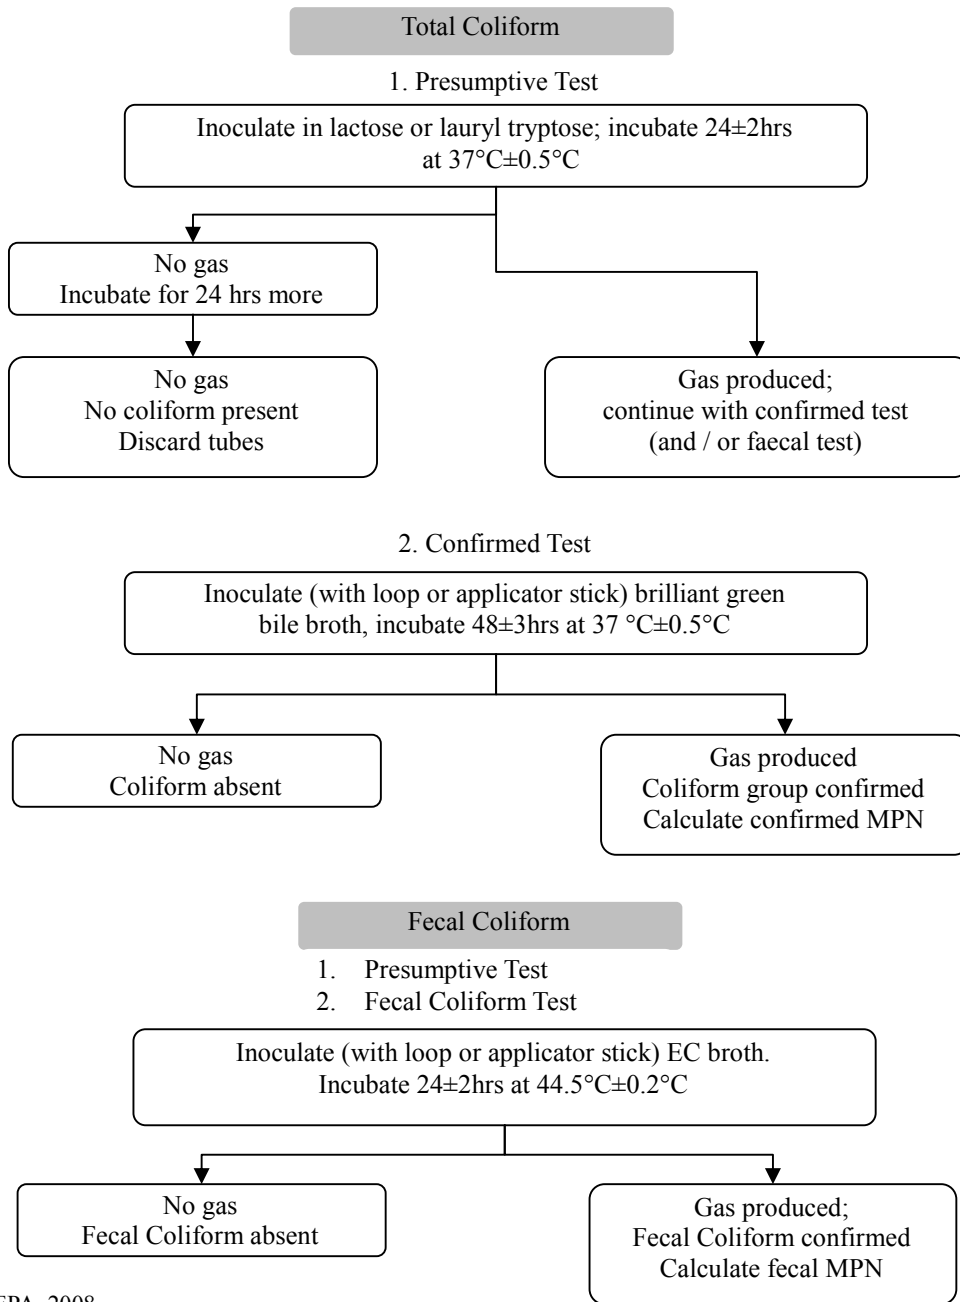 Total Coliform
1. Presumptive Test
Inoculate in lactose or lauryl tryptose; incubate 24±2hrs
at 37°C±0.5°C
No gas
Incubate for 24 hrs more
No gas
No coliform present
Discard tubes
Gas produced;
continue with confirmed test
(and / or faecal test)
2. Confirmed Test
Inoculate (with loop or applicator stick) brilliant green
bile broth, incubate 48±3hrs at 37 °C±0.5°C
No gas
Coliform absent
Gas produced
Coliform group confirmed
Calculate confirmed MPN
Fecal Coliform
1. Presumptive Test
2. Fecal Coliform Test
Inoculate (with loop or applicator stick) EC broth.
Incubate 24±2hrs at 44.5°C±0.2°C
No gas
Fecal Coliform absent
Gas produced;
Fecal Coliform confirmed
Calculate fecal MPN
2008